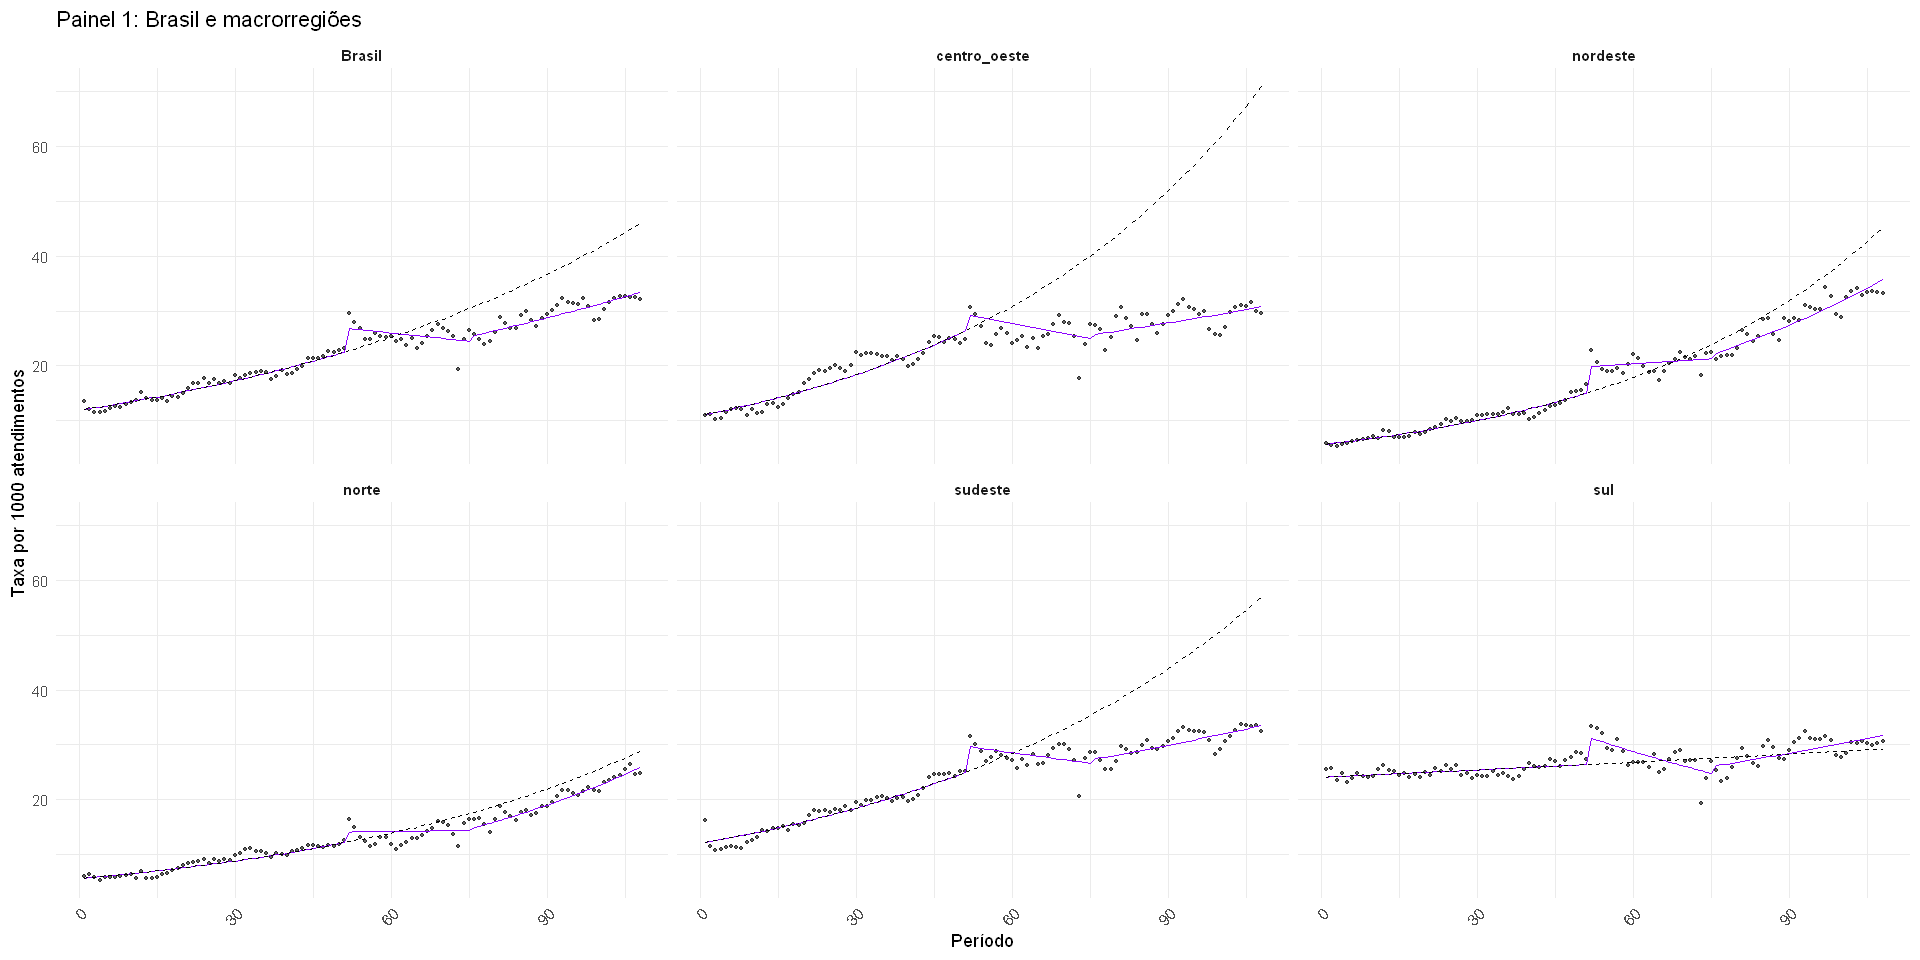 Painel 1: Brasil e macrorregiões
Brasil
centro_oeste
nordeste
60
40
20
norte
sudeste
sul
60
40
20
0
30
60
90
0
30
60
90
0
30
60
90
Período
Taxa por 1000 atendimentos